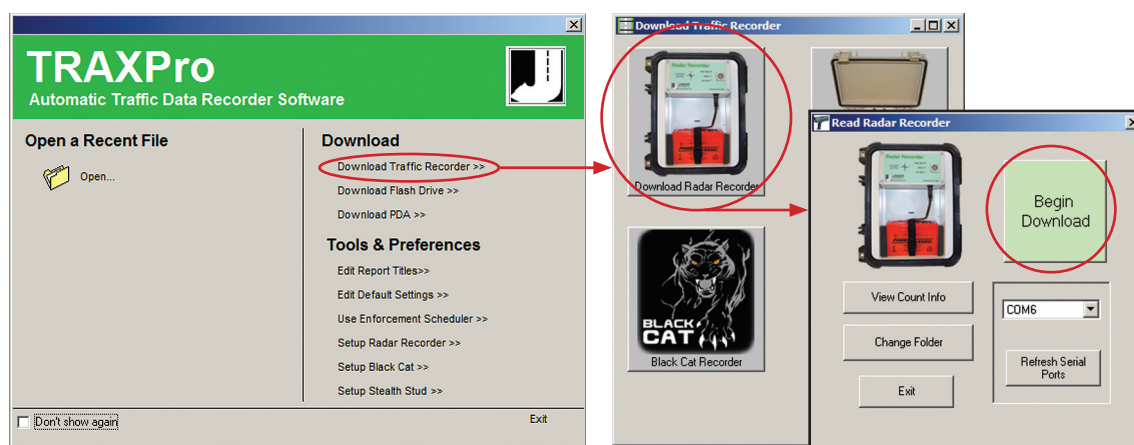 TRAXPro
Automatic Traffic Data Recorder Software
Open a Recent File
Open...
Download
Download Traffic Recorder >>
Download Flash Drive >>
Download PDA >>
Tools & Preferences
Edit Report Titles>>
Edit Default Settings >>
Use Enforcement Scheduler >>
Setup Radar Recorder >>
Setup Black Cat >>
Setup Stealth Stud >>
Don't show again
Exit
Download Traffic Recorder
Radar Recorder
Download Radar Recorder
BLACK
CAT
Black Cat Recorder
Read Radar Recorder
Radar Recorder
Begin
Download
View Count Info
Change Folder
Exit
COM6
Refresh Serial
Ports